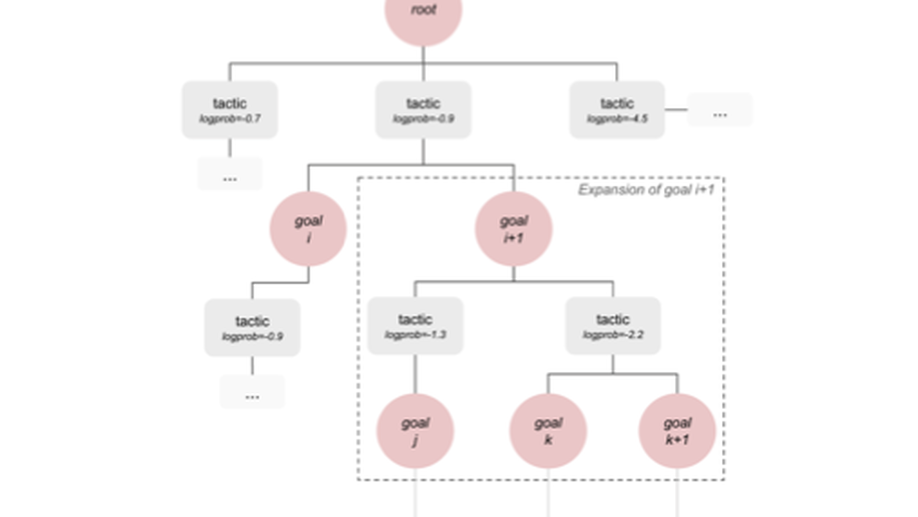 root
tactic
logprob=-0.7
tactic
logprob=-0.9
tactic
logprob=-4.5
...
...
Expansion of goal i+1
goal
i
goal
i+1
tactic
logprob=-0.9
tactic
logprob=-1.3
tactic
logprob=-2.2
...
goal
j
goal
k
goal
k+1